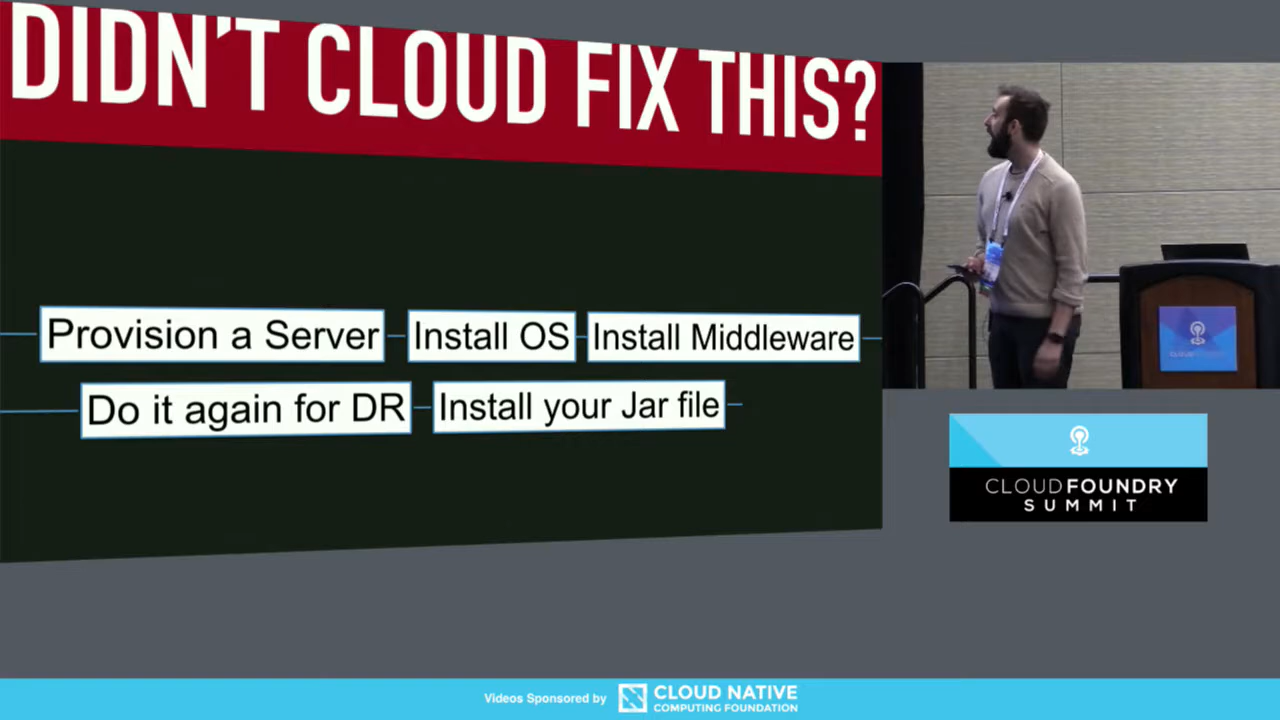 DIDN'T CLOUD FIX THIS?
Provision a Server
Install OS
Install Middleware
Do it again for DR
Install your Jar file
CLOUDFOUNDRY
SUMMIT
Videos Sponsored by
CLOUD NATIVE
COMPUTING FOUNDATION